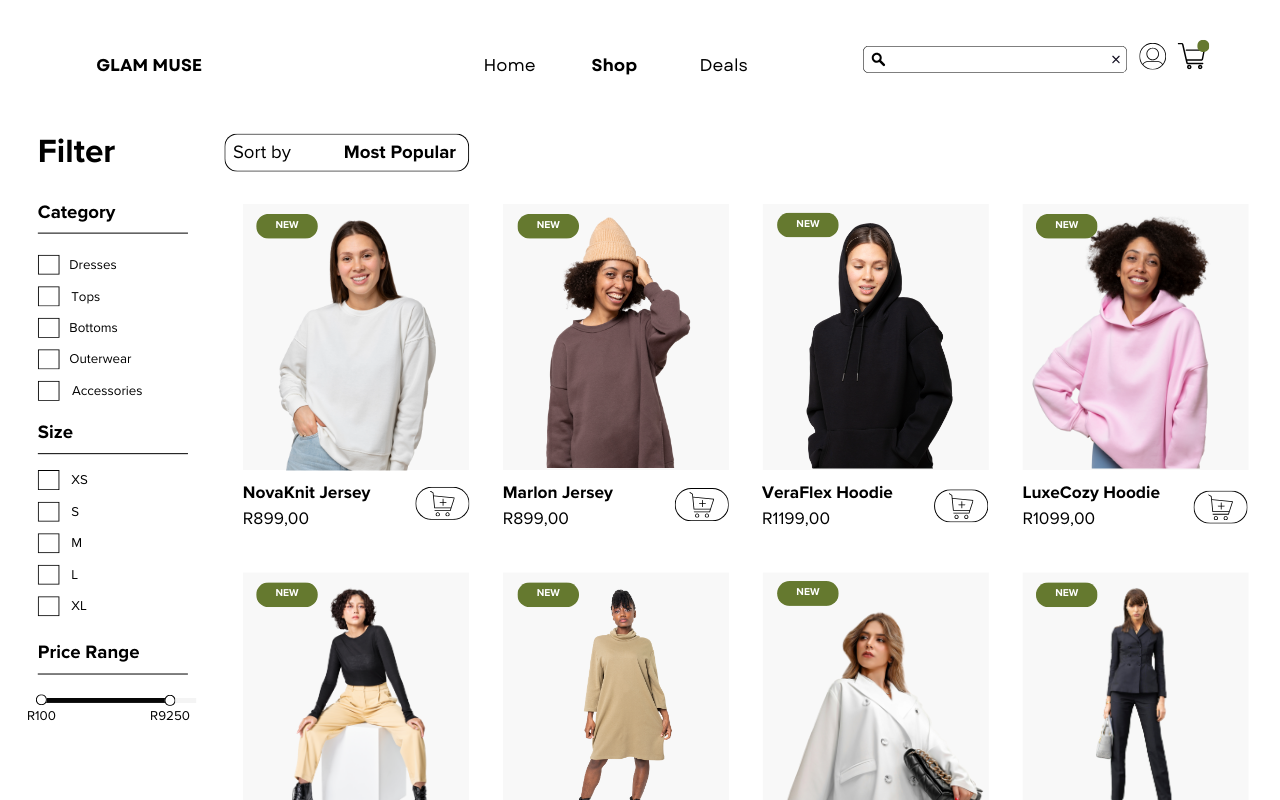 GLAM MUSE
Home
Shop
Deals
Filter
Sort by
Most Popular
Category
Dresses
Tops
Bottoms
Outerwear
Accessories
Size
XS
S
M
L
XL
Price Range
R100
R9250
NEW
NEW
NEW
NEW
NovaKnit Jersey
R899,00
Marlon Jersey
R899,00
VeraFlex Hoodie
R1199,00
LuxeCozy Hoodie
R1099,00
NEW
NEW
NEW
NEW